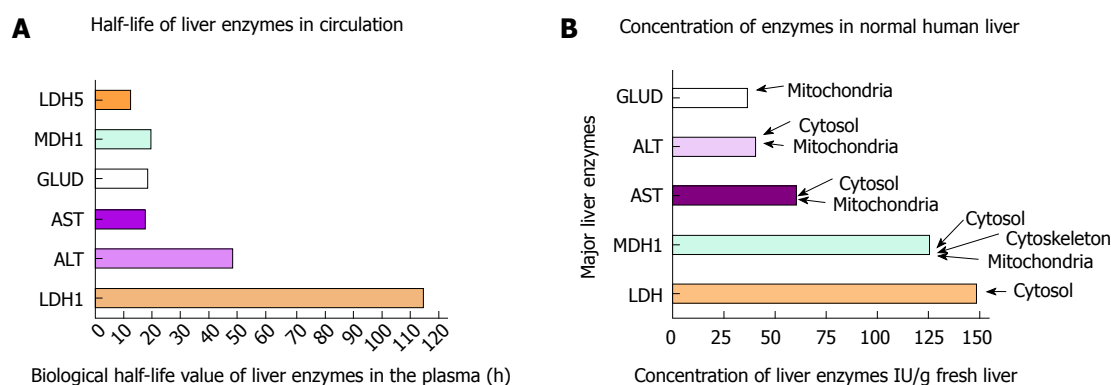 A
Half-life of liver enzymes in circulation
LDH5
MDH1
GLUD
AST
ALT
LDH1
0 10 20 30 40 50 60 70 80 90 100 110 120
Biological half-life value of liver enzymes in the plasma (h)
B
Concentration of enzymes in normal human liver
Major liver enzymes
GLUD
Mitochondria
ALT
Cytosol
Mitochondria
AST
Cytosol
Mitochondria
MDH1
Cytosol
Cytoskeleton
Mitochondria
LDH
Cytosol
0 25 50 75 100 125 150
Concentration of liver enzymes IU/g fresh liver